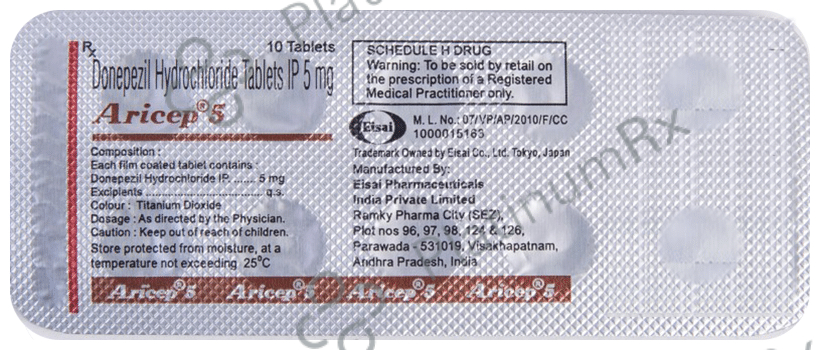 Rx 10 Tablets
Donepezil Hydrochloride Tablets IP 5 mg
Aricep® 5
Composition :
Each film coated tablet contains :
Donepezil Hydrochloride IP. ...... 5 mg
Excipients ................................ q.s.
Colour : Titanium Dioxide
Dosage : As directed by the Physician.
Caution : Keep out of reach of children.
Store protected from moisture, at a
temperature not exceeding 25°C
SCHEDULE H DRUG
Warning: To be sold by retail on
the prescription of a Registered
Medical Practitioner only.
Eisai
M. L. No.: 07/VP/AP/2010/F/CC
1000015163
Trademark Owned by Eisai Co., Ltd. Tokyo, Japan
Manufactured By:
Eisai Pharmaceuticals
India Private Limited
Ramky Pharma City (SEZ),
Plot nos 96, 97, 98, 124 & 126,
Parawada - 531019, Visakhapatnam,
Andhra Pradesh, India
Aricep® 5 Aricep® 5 Aricep® 5 Aricep® 5
PlatinumRx